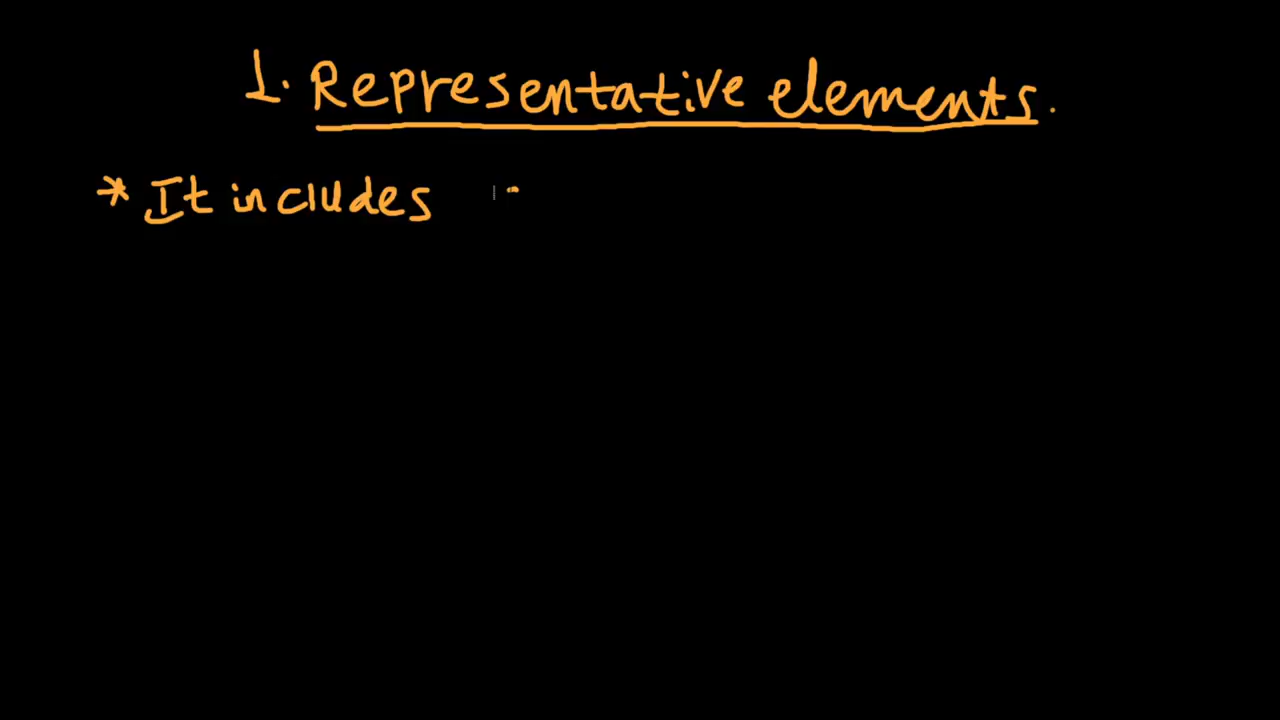 1. Representative elements.
* It includes